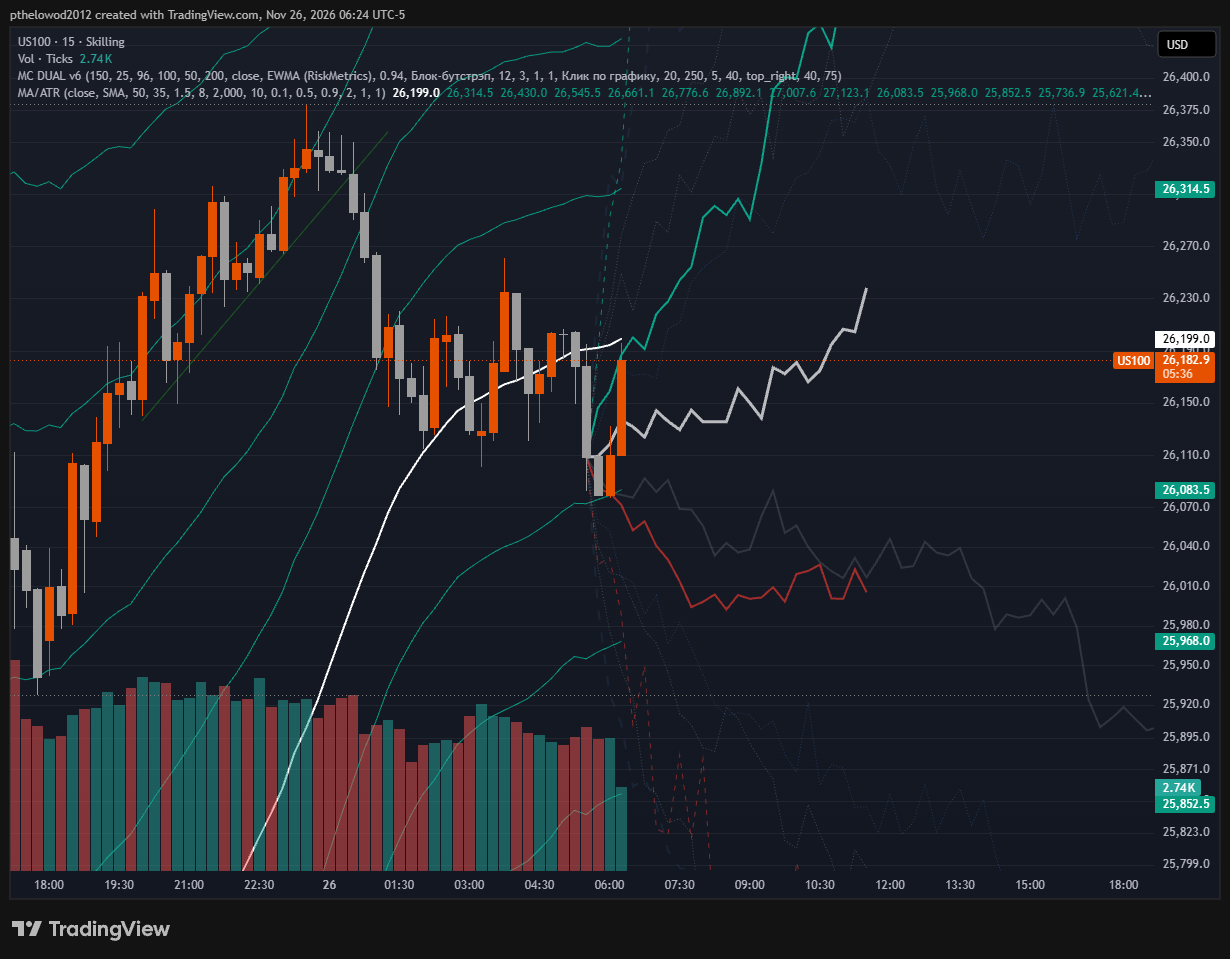 pthelowod2012 created with TradingView.com, Nov 26, 2026 06:24 UTC-5
US100 · 15 · Skilling
Vol · Ticks 2.74K
MC DUAL v6 (150, 25, 96, 100, 50, 200, close, EWMA (RiskMetrics), 0.94, Блок-бутстрэп, 12, 3, 1, 1, Клик по графику, 20, 250, 5, 40, top_right, 40, 75)
MA/ATR (close, SMA, 50, 35, 1.5, 8, 2,000, 10, 0.1, 0.5, 0.9, 2, 1, 1) 26,199.0 26,314.5 26,430.0 26,545.5 26,661.1 26,776.6 26,892.1 27,007.6 27,123.1 26,083.5 25,968.0 25,852.5 25,736.9 25,621.4...
USD
26,400.0
26,375.0
26,350.0
26,314.5
26,270.0
26,230.0
26,199.0
US100 26,182.9
05:36
26,150.0
26,110.0
26,083.5
26,070.0
26,040.0
26,010.0
25,980.0
25,968.0
25,950.0
25,920.0
25,895.0
25,871.0
2.74K
25,852.5
25,823.0
25,799.0
18:00 19:30 21:00 22:30 26 01:30 03:00 04:30 06:00 07:30 09:00 10:30 12:00 13:30 15:00 18:00
TradingView